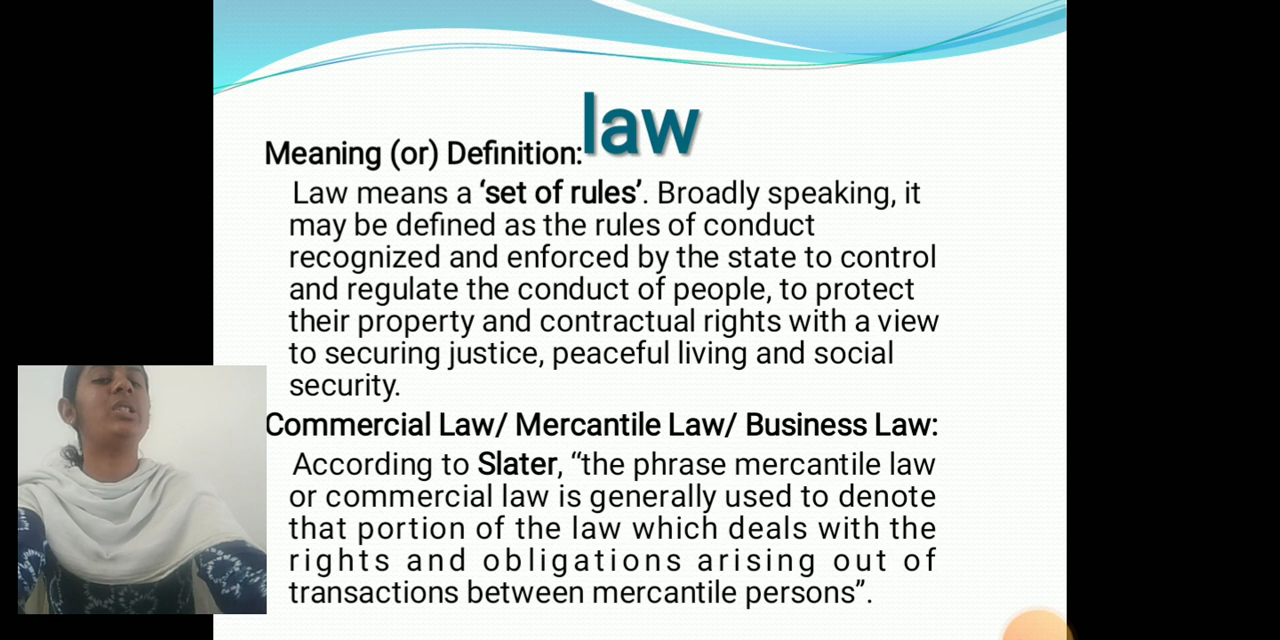 law
Meaning (or) Definition:
Law means a ‘set of rules’. Broadly speaking, it
may be defined as the rules of conduct
recognized and enforced by the state to control
and regulate the conduct of people, to protect
their property and contractual rights with a view
to securing justice, peaceful living and social
security.
Commercial Law/ Mercantile Law/ Business Law:
According to Slater, “the phrase mercantile law
or commercial law is generally used to denote
that portion of the law which deals with the
rights and obligations arising out of
transactions between mercantile persons”.